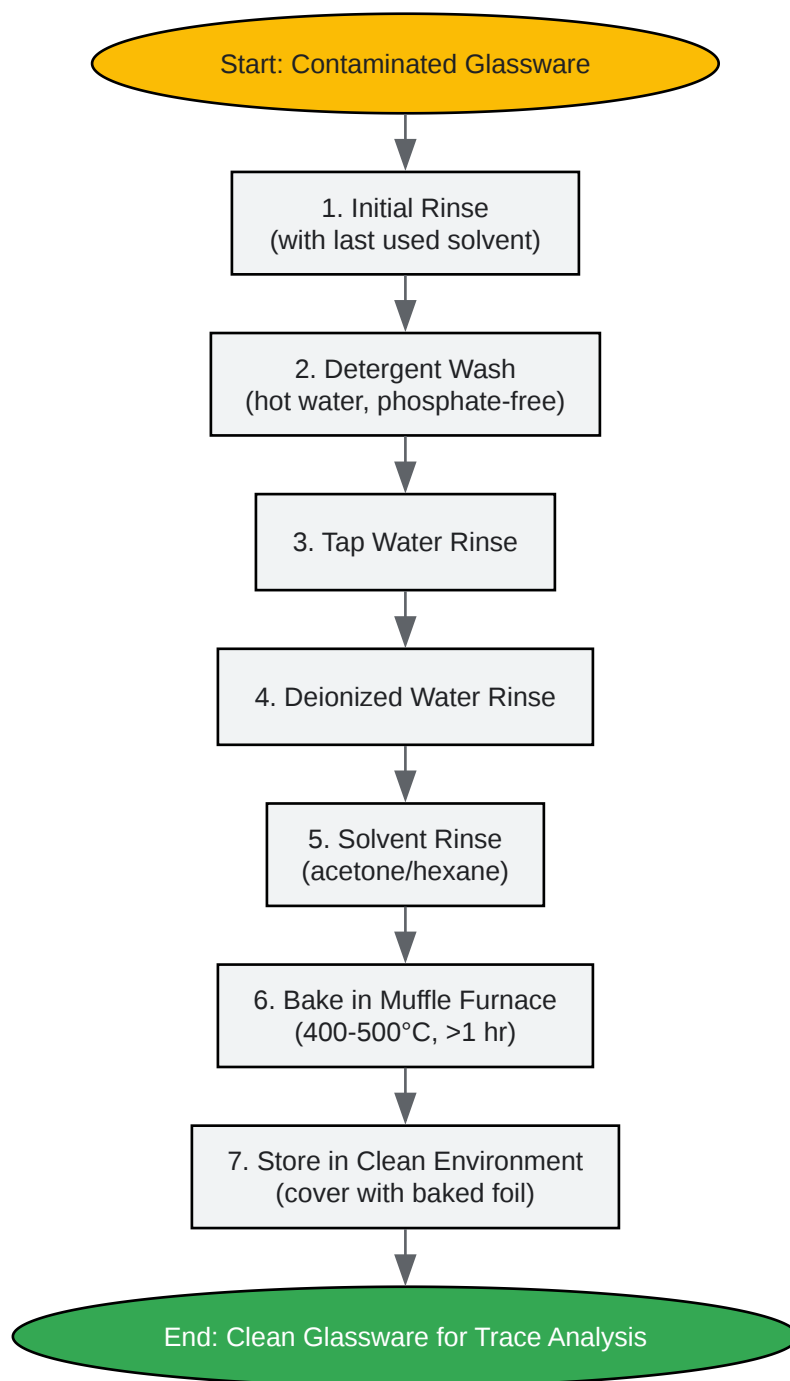 Start: Contaminated Glassware
1. Initial Rinse
(with last used solvent)
2. Detergent Wash
(hot water, phosphate-free)
3. Tap Water Rinse
4. Deionized Water Rinse
5. Solvent Rinse
(acetone/hexane)
6. Bake in Muffle Furnace
(400-500°C, >1 hr)
7. Store in Clean Environment
(cover with baked foil)
End: Clean Glassware for Trace Analysis